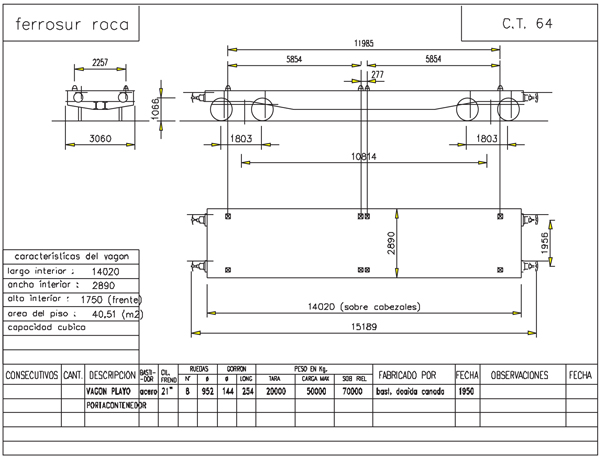 ferrosur roca
C.T. 64
11985
5854
5854
277
2257
1066
3060
1803
1803
10814
2890
1956
14020 (sobre cabezales)
15189
características del vagon
largo interior : 14020
ancho interior : 2890
alto interior : 1750 (frente)
area del piso : 40,51 (m2)
capacidad cubica
CONSECUTIVOS CANT. DESCRIPCION BASTI-DOR CIL. FRENO RUEDAS N° ø GORRON ø LONG PESO EN Kg. TARA CARGA MAX SOB RIEL FABRICADO POR FECHA OBSERVACIONES FECHA
VAGON PLAYO acero 21" 8 952 144 254 20000 50000 70000 bast. doaida canada 1950
PORTACONTENEDOR